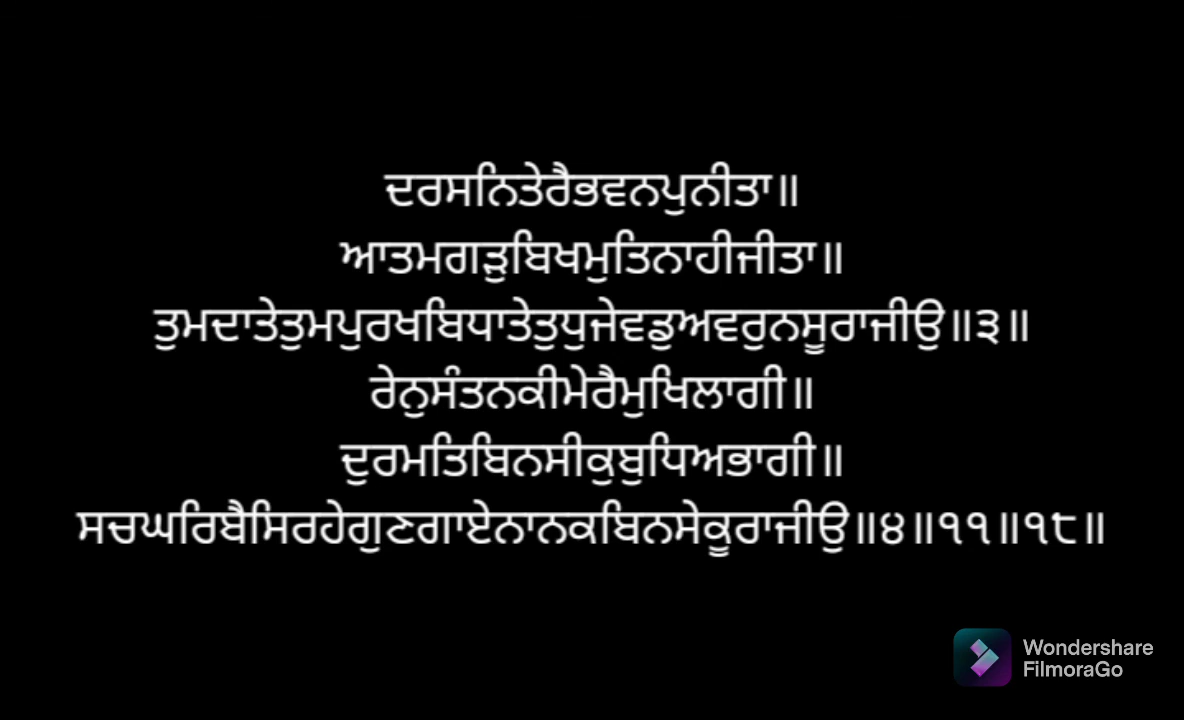 ਦਰਸਨਿਤੇਰੈਭਵਨਪੁਨੀਤਾ॥
ਆਤਮਗੜੁਬਿਖਮੁਤਿਨਾਹੀਜੀਤਾ॥
ਤੁਮਦਾਤੇਤੁਮਪੁਰਖਬਿਧਾਤੇਤੁਧੁਜੇਵਡੁਅਵਰੁਨਸੂਰਾਜੀਉ॥੩॥
ਰੇਨੁਸੰਤਨਕੀਮੇਰੈਮੁਖਿਲਾਗੀ॥
ਦੁਰਮਤਿਬਿਨਸੀਕੁਬੁਧਿਅਭਾਗੀ॥
ਸਚਘਰਿਬੈਸਿਰਹੇਗੁਣਗਾਏਨਾਨਕਬਿਨਸੇਕੂਰਾਜੀਉ॥੪॥੧੧॥੧੮॥
Wondershare
FilmoraGo